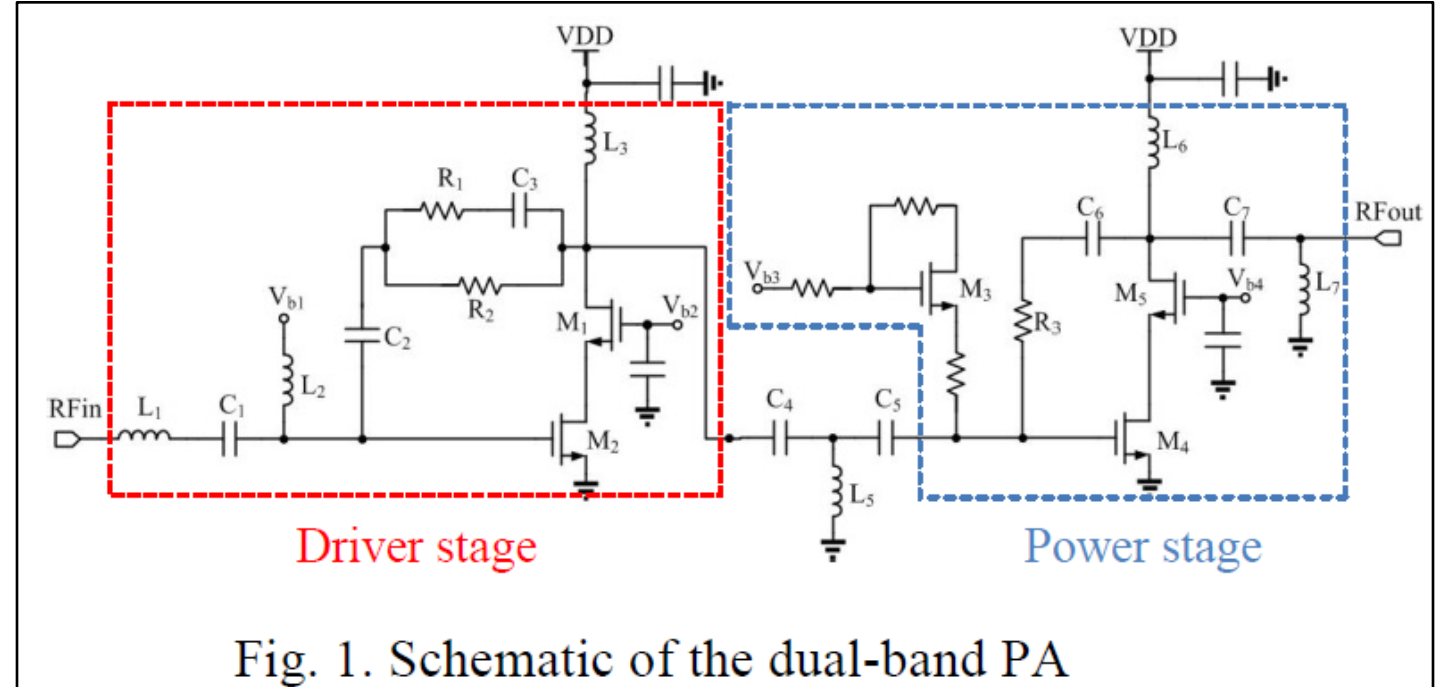 VDD
VDD
L3
L6
R1
C3
C6
C7
RFout
Vb1
R2
Vb3
M3
M5
Vb4
L7
M1
Vb2
C2
R3
L2
RFin
L1
C1
C4
C5
M2
M4
L5
Driver stage
Power stage
Fig. 1. Schematic of the dual-band PA